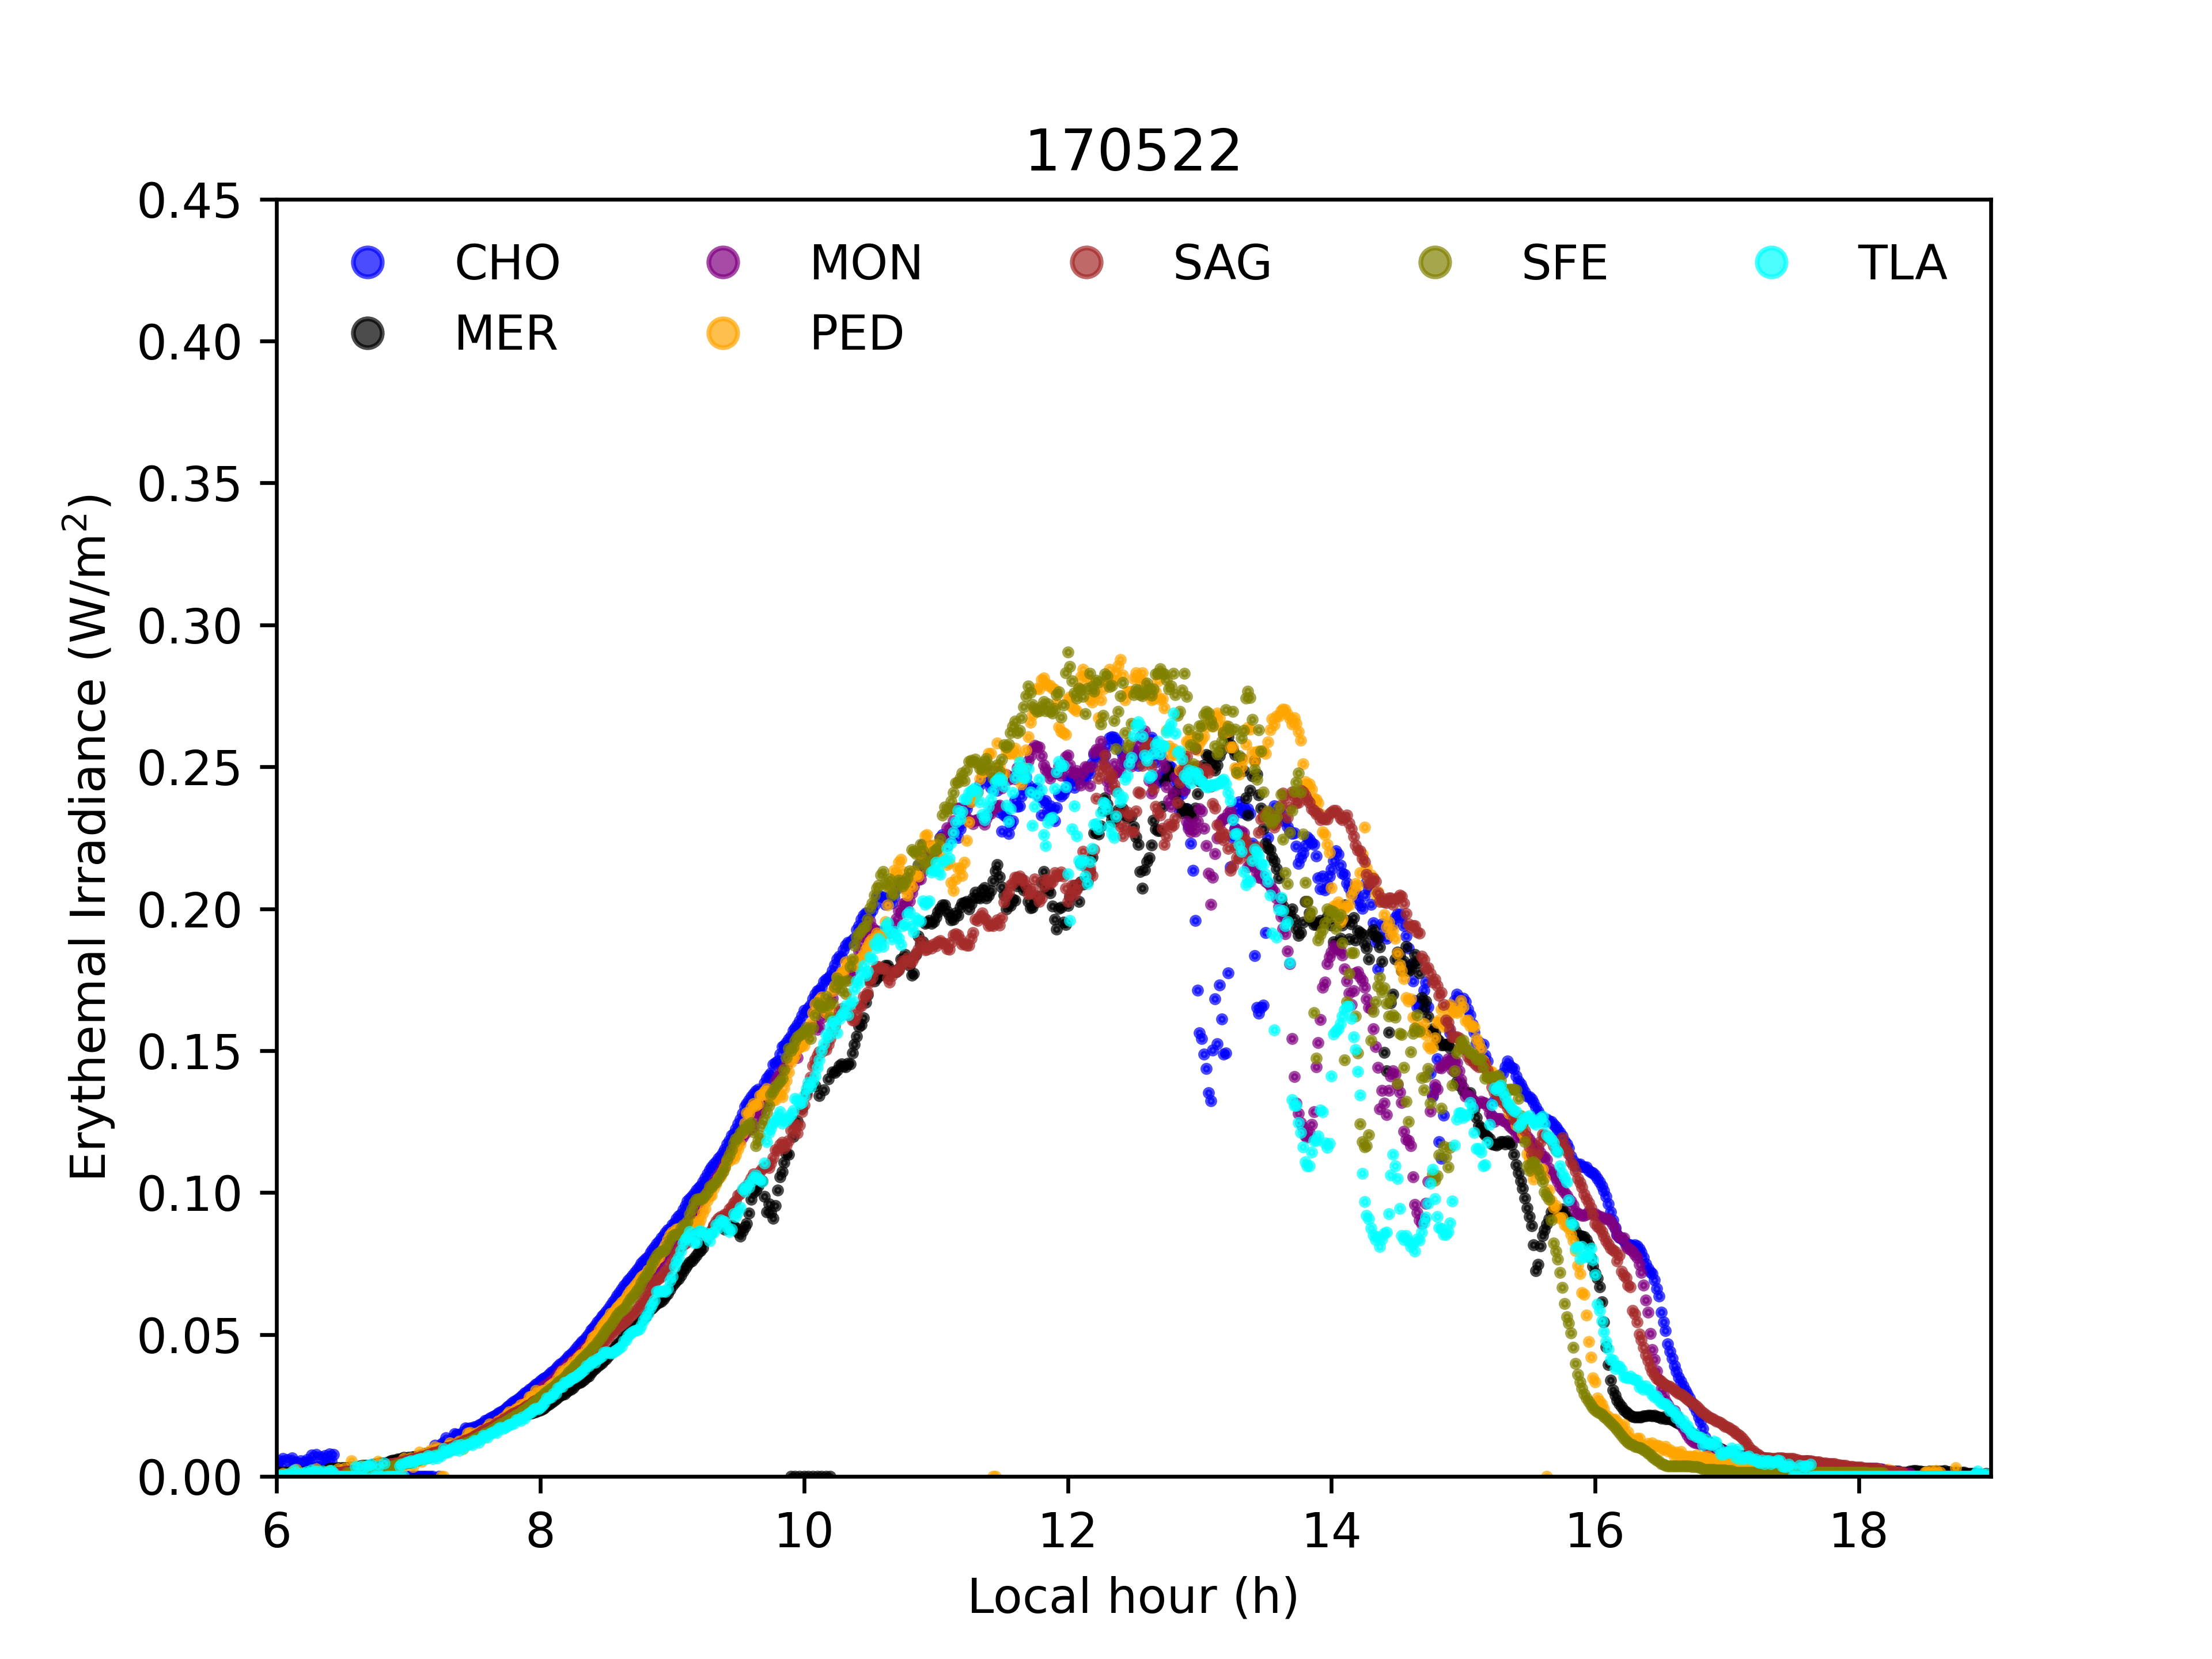 170522
0.45
0.40
0.35
0.30
0.25
0.20
0.15
0.10
0.05
0.00
Erythemal Irradiance (W/m²)
CHO MON SAG SFE TLA
MER PED
6 8 10 12 14 16 18
Local hour (h)